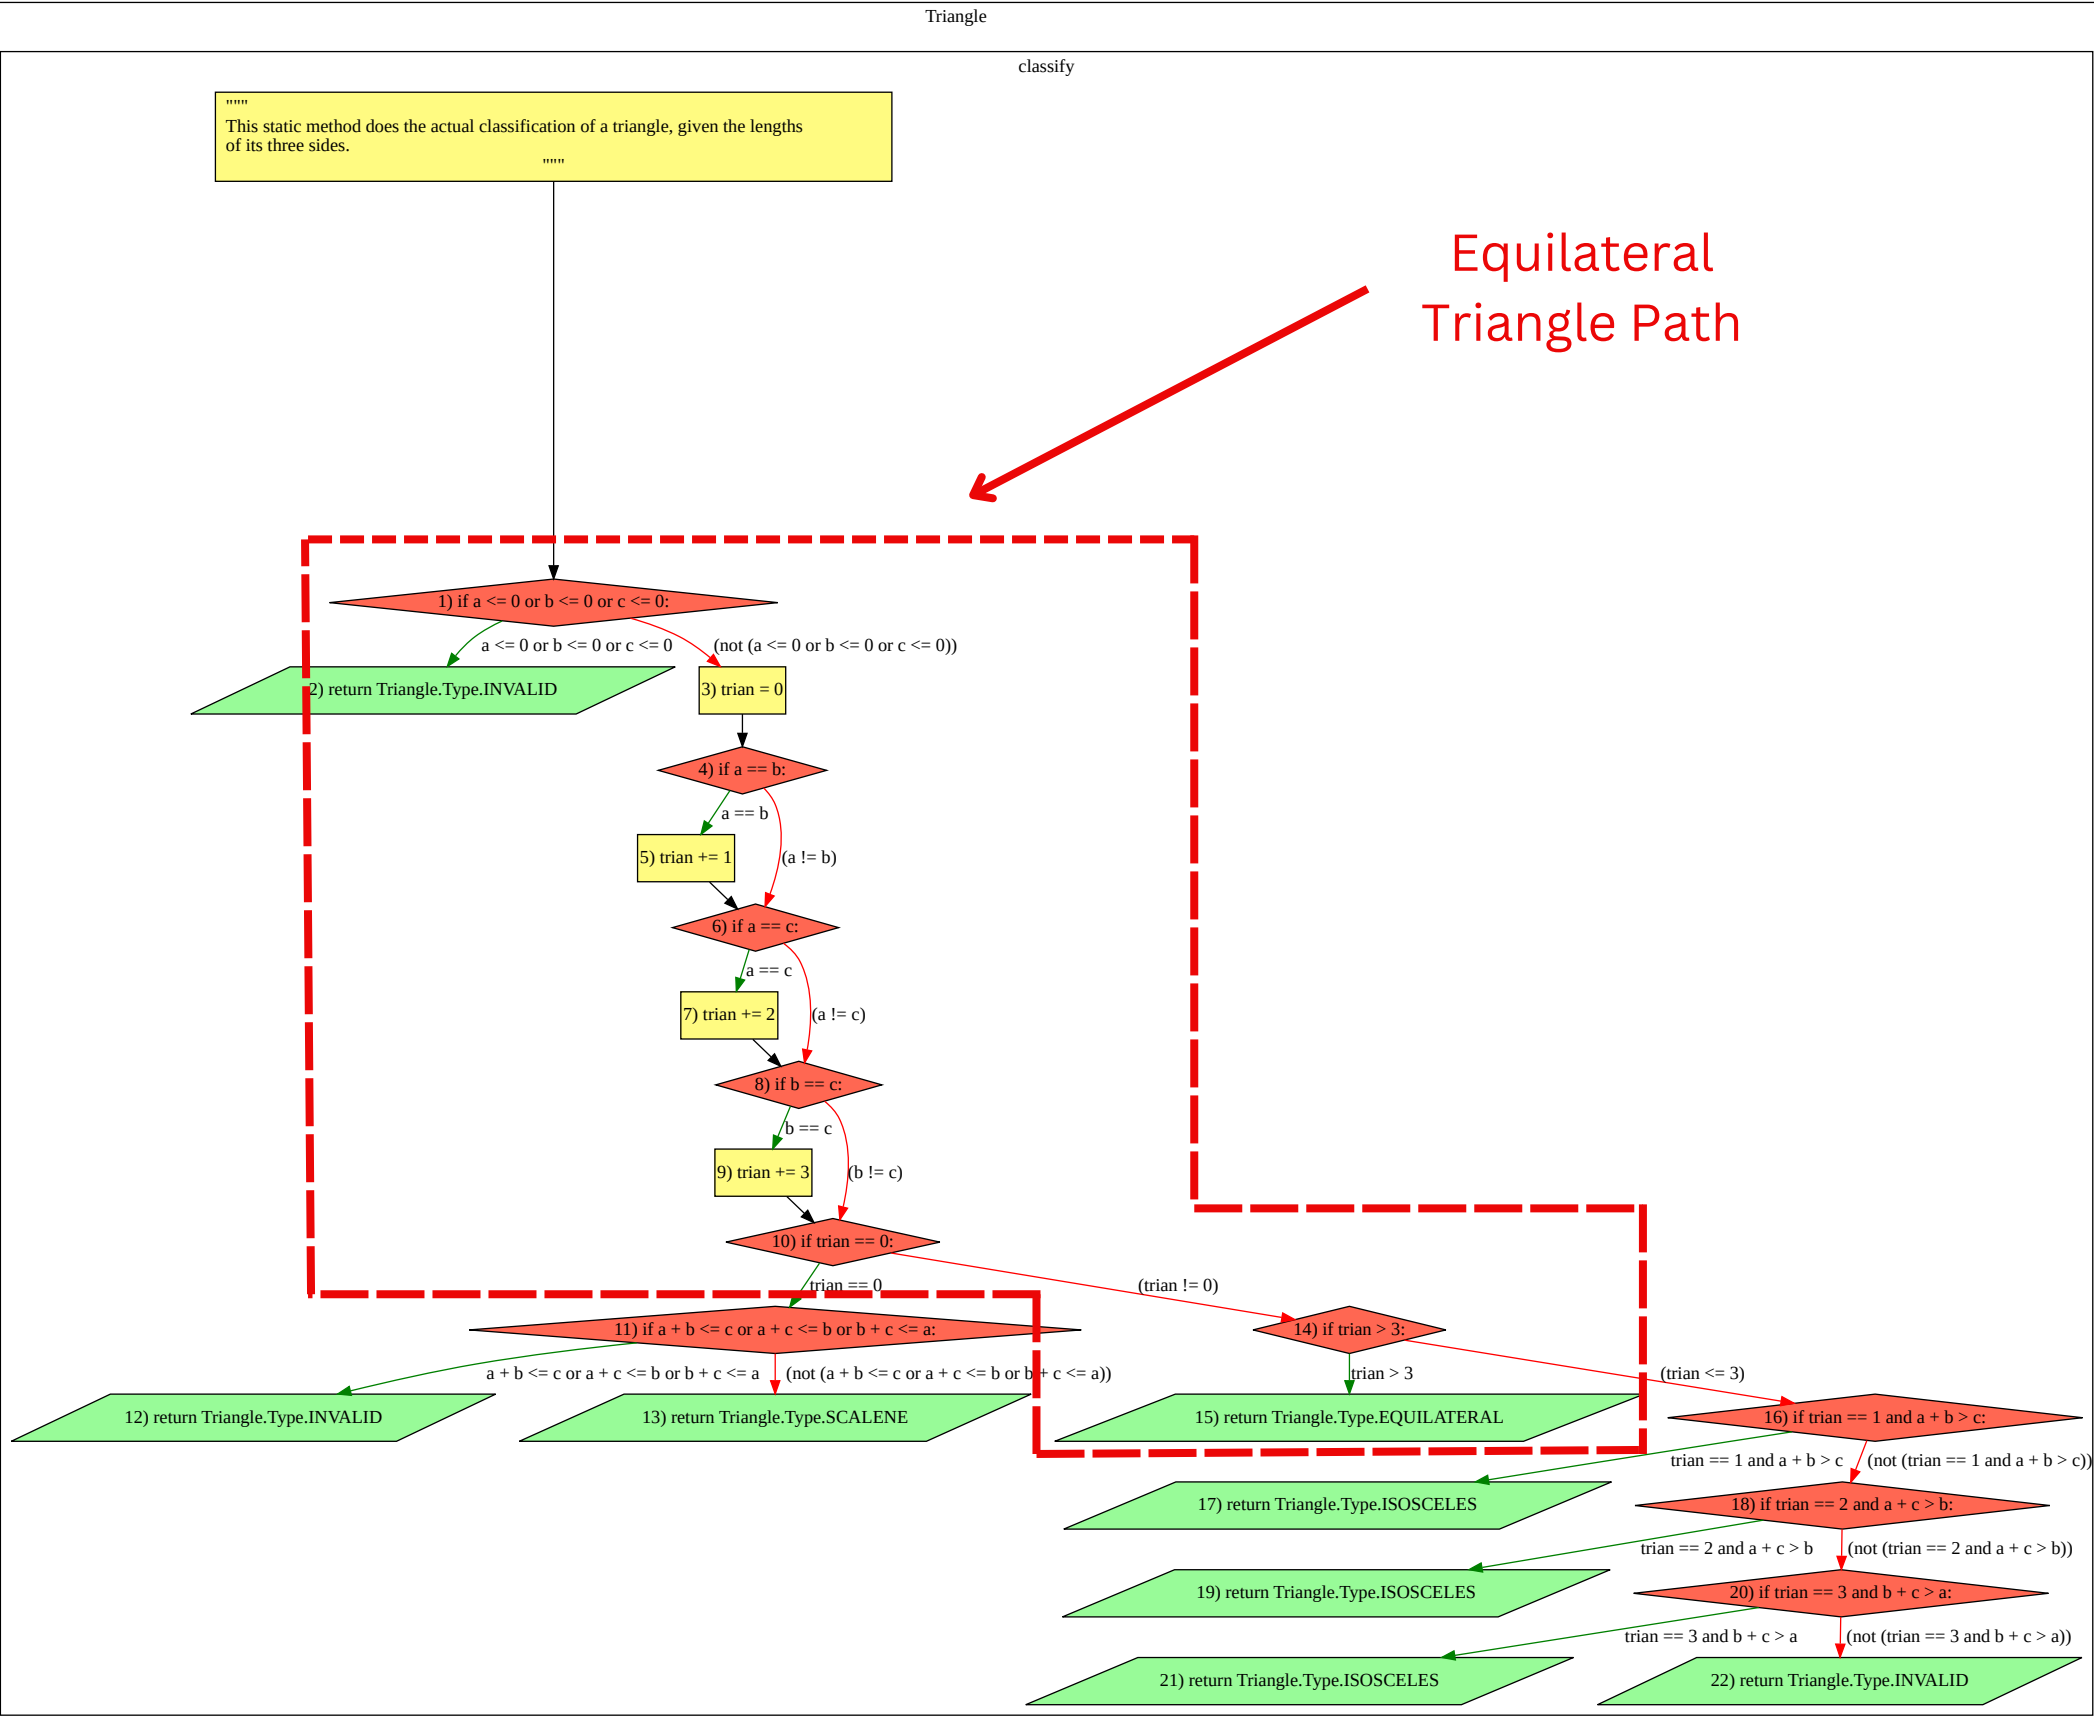 Triangle
classify
"""
This static method does the actual classification of a triangle, given the lengths
of its three sides.
"""
Equilateral
Triangle Path
1) if a <= 0 or b <= 0 or c <= 0:
a <= 0 or b <= 0 or c <= 0
(not (a <= 0 or b <= 0 or c <= 0))
2) return Triangle.Type.INVALID
3) trian = 0
4) if a == b:
a == b
5) trian += 1
(a != b)
6) if a == c:
a == c
7) trian += 2
(a != c)
8) if b == c:
b == c
9) trian += 3
(b != c)
10) if trian == 0:
trian == 0
(trian != 0)
11) if a + b <= c or a + c <= b or b + c <= a:
14) if trian > 3:
a + b <= c or a + c <= b or b + c <= a
(not (a + b <= c or a + c <= b or b + c <= a))
trian > 3
(trian <= 3)
12) return Triangle.Type.INVALID
13) return Triangle.Type.SCALENE
15) return Triangle.Type.EQUILATERAL
16) if trian == 1 and a + b > c:
trian == 1 and a + b > c
(not (trian == 1 and a + b > c))
17) return Triangle.Type.ISOSCELES
18) if trian == 2 and a + c > b:
trian == 2 and a + c > b
(not (trian == 2 and a + c > b))
19) return Triangle.Type.ISOSCELES
20) if trian == 3 and b + c > a:
trian == 3 and b + c > a
(not (trian == 3 and b + c > a))
21) return Triangle.Type.ISOSCELES
22) return Triangle.Type.INVALID